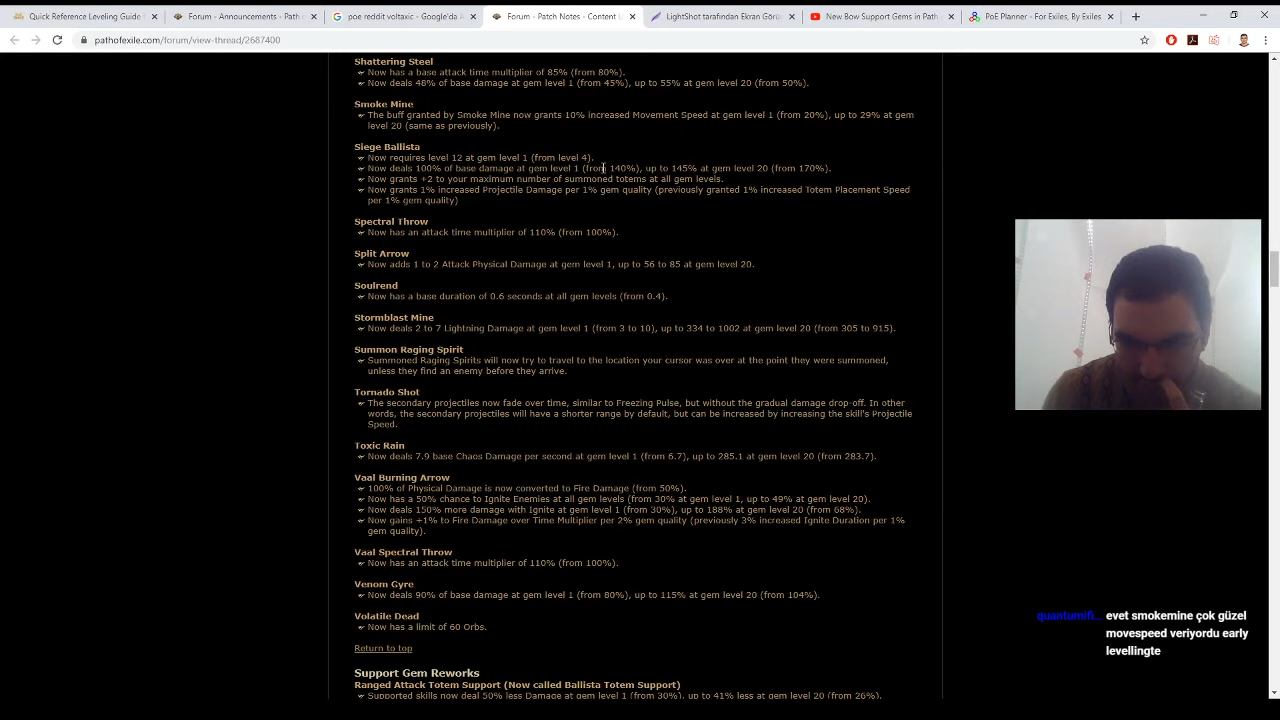 Quick Reference Leveling Guide f
Forum - Announcements - Path o
poe reddit voltaxic - Google'da A
Forum - Patch Notes - Content U
LightShot tarafından Ekran Görü
New Bow Support Gems in Path
PoE Planner - For Exiles, By Exiles
pathofexile.com/forum/view-thread/2687400
Shattering Steel
Now has a base attack time multiplier of 85% (from 80%).
Now deals 48% of base damage at gem level 1 (from 45%), up to 55% at gem level 20 (from 50%).
Smoke Mine
The buff granted by Smoke Mine now grants 10% increased Movement Speed at gem level 1 (from 20%), up to 29% at gem
level 20 (same as previously).
Siege Ballista
Now requires level 12 at gem level 1 (from level 4).
Now deals 100% of base damage at gem level 1 (from 140%), up to 145% at gem level 20 (from 170%).
Now grants +2 to your maximum number of summoned totems at all gem levels.
Now grants 1% increased Projectile Damage per 1% gem quality (previously granted 1% increased Totem Placement Speed
per 1% gem quality)
Spectral Throw
Now has an attack time multiplier of 110% (from 100%).
Split Arrow
Now adds 1 to 2 Attack Physical Damage at gem level 1, up to 56 to 85 at gem level 20.
Soulrend
Now has a base duration of 0.6 seconds at all gem levels (from 0.4).
Stormblast Mine
Now deals 2 to 7 Lightning Damage at gem level 1 (from 3 to 10), up to 334 to 1002 at gem level 20 (from 305 to 915).
Summon Raging Spirit
Summoned Raging Spirits will now try to travel to the location your cursor was over at the point they were summoned,
unless they find an enemy before they arrive.
Tornado Shot
The secondary projectiles now fade over time, similar to Freezing Pulse, but without the gradual damage drop-off. In other
words, the secondary projectiles will have a shorter range by default, but can be increased by increasing the skill's Projectile
Speed.
Toxic Rain
Now deals 7.9 base Chaos Damage per second at gem level 1 (from 6.7), up to 285.1 at gem level 20 (from 283.7).
Vaal Burning Arrow
100% of Physical Damage is now converted to Fire Damage (from 50%).
Now has a 50% chance to Ignite Enemies at all gem levels (from 30% at gem level 1, up to 49% at gem level 20).
Now deals 150% more damage with Ignite at gem level 1 (from 30%), up to 188% at gem level 20 (from 68%).
Now gains +1% to Fire Damage over Time Multiplier per 2% gem quality (previously 3% increased Ignite Duration per 1%
gem quality).
Vaal Spectral Throw
Now has an attack time multiplier of 110% (from 100%).
Venom Gyre
Now deals 90% of base damage at gem level 1 (from 80%), up to 115% at gem level 20 (from 104%).
Volatile Dead
Now has a limit of 60 Orbs.
Return to top
Support Gem Reworks
Ranged Attack Totem Support (Now called Ballista Totem Support)
Supported skills now deal 50% less Damage at gem level 1 (from 30%), up to 41% less at gem level 20 (from 26%).
quantumifi... evet smokemine çok güzel
movespeed veriyordu early
levellingte